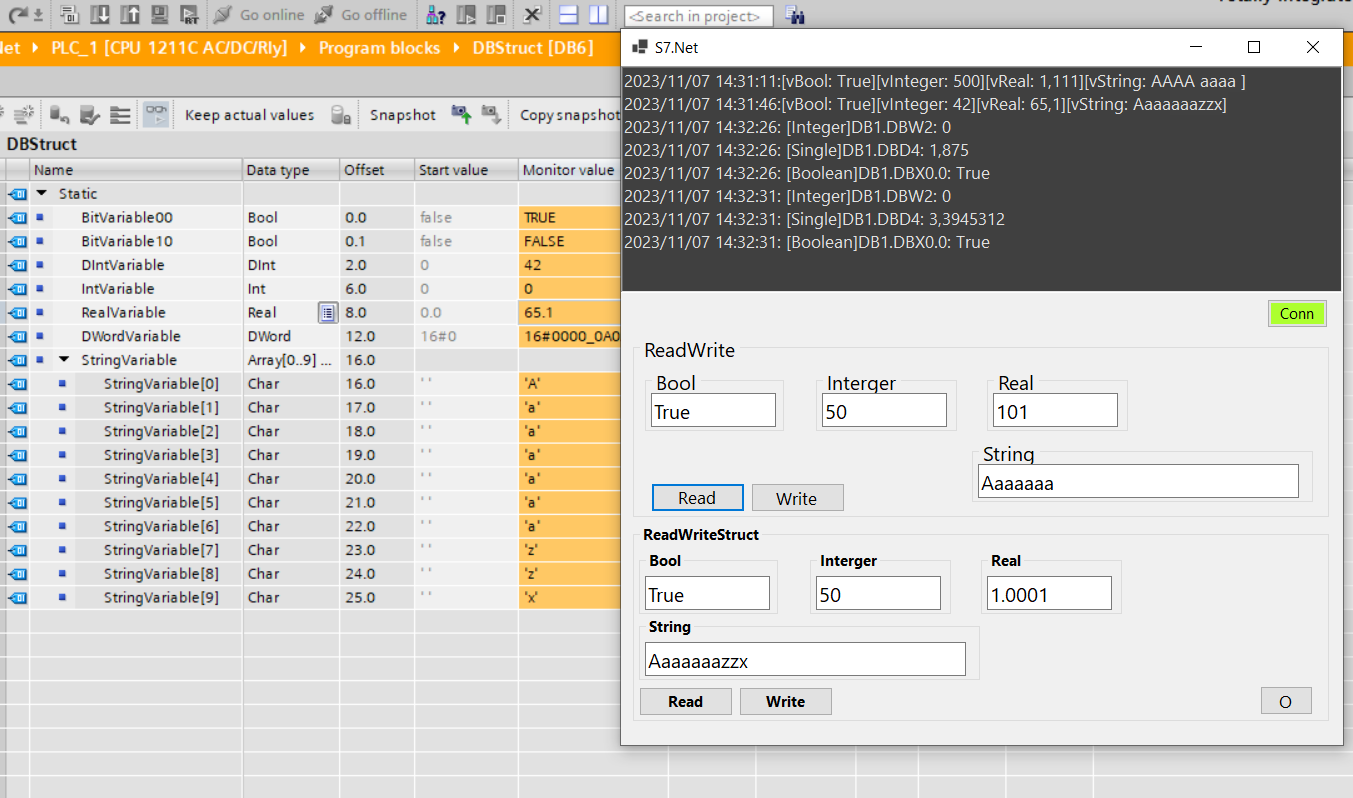 Go online Go offline <Search in project>
Net PLC_1 [CPU 1211C AC/DC/Rly] Program blocks DBStruct [DB6]
Keep actual values Snapshot Copy snapshot
DBStruct
Name Data type Offset Start value Monitor value
Static
BitVariable00 Bool 0.0 false TRUE
BitVariable10 Bool 0.1 false FALSE
DIntVariable DInt 2.0 0 42
IntVariable Int 6.0 0 0
RealVariable Real 8.0 0.0 65.1
DWordVariable DWord 12.0 16#0 16#0000_0A0
StringVariable Array[0..9] ... 16.0
StringVariable[0] Char 16.0 ' ' 'A'
StringVariable[1] Char 17.0 ' ' 'a'
StringVariable[2] Char 18.0 ' ' 'a'
StringVariable[3] Char 19.0 ' ' 'a'
StringVariable[4] Char 20.0 ' ' 'a'
StringVariable[5] Char 21.0 ' ' 'a'
StringVariable[6] Char 22.0 ' ' 'a'
StringVariable[7] Char 23.0 ' ' 'z'
StringVariable[8] Char 24.0 ' ' 'z'
StringVariable[9] Char 25.0 ' ' 'x'
S7.Net
2023/11/07 14:31:11:[vBool: True][vInteger: 500][vReal: 1,111][vString: AAAA aaaa ]
2023/11/07 14:31:46:[vBool: True][vInteger: 42][vReal: 65,1][vString: Aaaaaaazzx]
2023/11/07 14:32:26: [Integer]DB1.DBW2: 0
2023/11/07 14:32:26: [Single]DB1.DBD4: 1,875
2023/11/07 14:32:26: [Boolean]DB1.DBX0.0: True
2023/11/07 14:32:31: [Integer]DB1.DBW2: 0
2023/11/07 14:32:31: [Single]DB1.DBD4: 3,3945312
2023/11/07 14:32:31: [Boolean]DB1.DBX0.0: True
Conn
ReadWrite
Bool Interger Real
True 50 101
String
Aaaaaaa
Read Write
ReadWriteStruct
Bool Interger Real
True 50 1.0001
String
Aaaaaaazzx
Read Write O